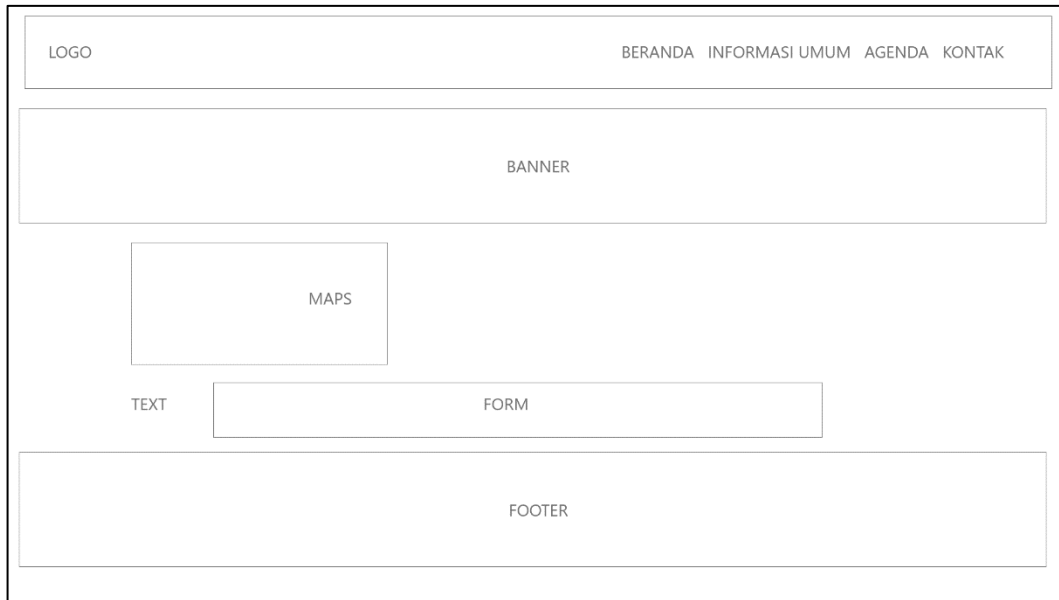 LOGO BERANDA INFORMASI UMUM AGENDA KONTAK
BANNER
MAPS
TEXT FORM
FOOTER